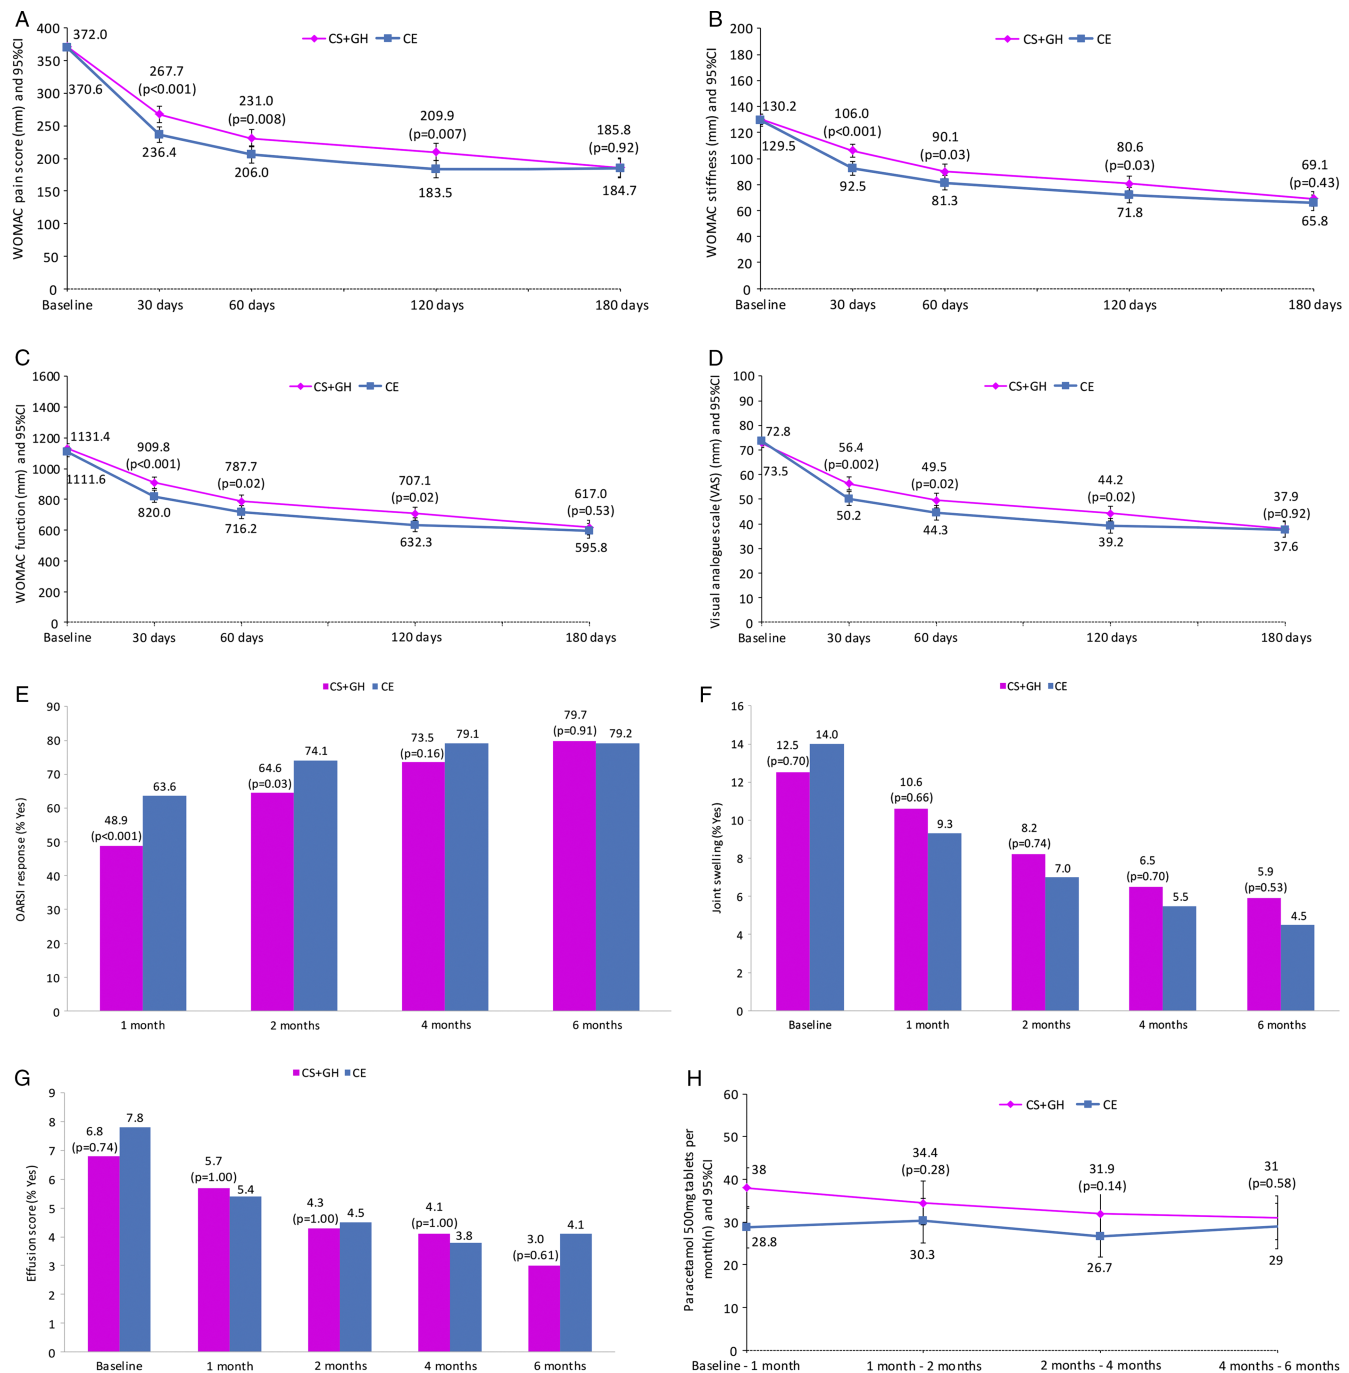 A
WOMAC pain score (mm) and 95%CI
400
350
300
250
200
150
100
50
0
CS+GH CE
372.0
370.6
267.7
(p<0.001)
236.4
231.0
(p=0.008)
206.0
209.9
(p=0.007)
183.5
185.8
(p=0.92)
184.7
Baseline 30 days 60 days 120 days 180 days
B
WOMAC stiffness (mm) and 95%CI
200
180
160
140
120
100
80
60
40
20
0
CS+GH CE
130.2
129.5
106.0
(p<0.001)
92.5
90.1
(p=0.03)
81.3
80.6
(p=0.03)
71.8
69.1
(p=0.43)
65.8
Baseline 30 days 60 days 120 days 180 days
C
WOMAC function (mm) and 95%CI
1600
1400
1200
1000
800
600
400
200
0
CS+GH CE
1131.4
1111.6
909.8
(p<0.001)
820.0
787.7
(p=0.02)
716.2
707.1
(p=0.02)
632.3
617.0
(p=0.53)
595.8
Baseline 30 days 60 days 120 days 180 days
D
Visual analogue scale (VAS) (mm) and 95%CI
100
90
80
70
60
50
40
30
20
10
0
CS+GH CE
72.8
73.5
56.4
(p=0.002)
50.2
49.5
(p=0.02)
44.3
44.2
(p=0.02)
39.2
37.9
(p=0.92)
37.6
Baseline 30 days 60 days 120 days 180 days
E
OARSI response (% Yes)
90
80
70
60
50
40
30
20
10
0
CS+GH CE
48.9
(p<0.001)
63.6
64.6
(p=0.03)
74.1
73.5
(p=0.16)
79.1
79.7
(p=0.91)
79.2
1 month 2 months 4 months 6 months
F
Joint swelling (% Yes)
16
14
12
10
8
6
4
2
0
CS+GH CE
12.5
(p=0.70)
14.0
10.6
(p=0.66)
9.3
8.2
(p=0.74)
7.0
6.5
(p=0.70)
5.5
5.9
(p=0.53)
4.5
Baseline 1 month 2 months 4 months 6 months
G
Effusion score (% Yes)
9
8
7
6
5
4
3
2
1
0
CS+GH CE
6.8
(p=0.74)
7.8
5.7
(p=1.00)
5.4
4.3
(p=1.00)
4.5
4.1
(p=1.00)
3.8
3.0
(p=0.61)
4.1
Baseline 1 month 2 months 4 months 6 months
H
Paracetamol 500mg tablets per
month(n) and 95%CI
60
50
40
30
20
10
0
CS+GH CE
38
28.8
34.4
(p=0.28)
30.3
31.9
(p=0.14)
26.7
31
(p=0.58)
29
Baseline - 1 month 1 month - 2 months 2 months - 4 months 4 months - 6 months